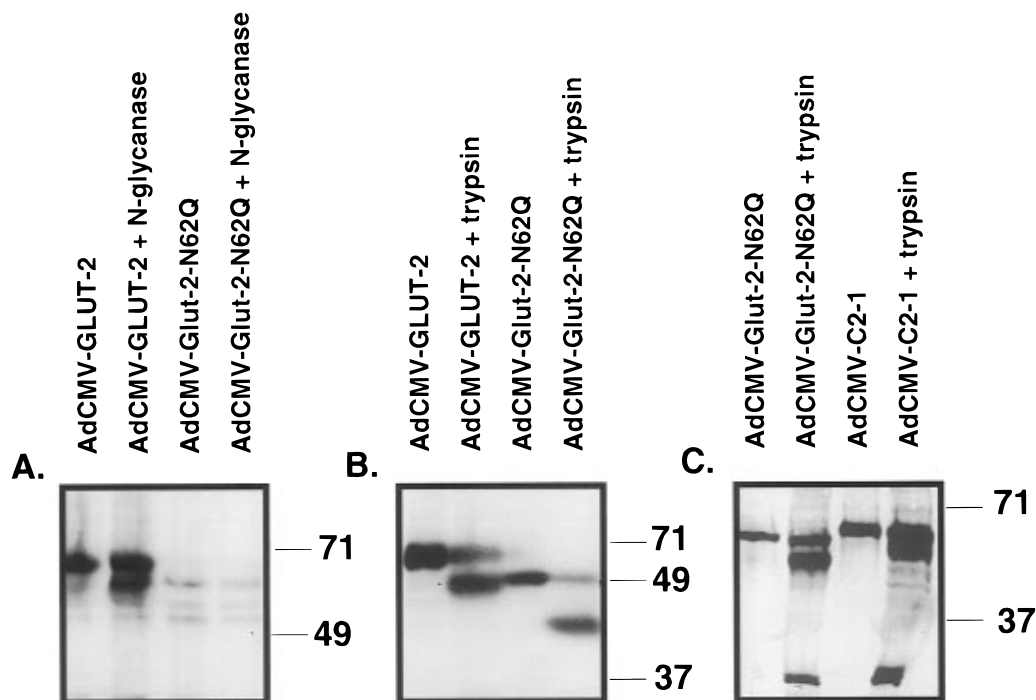 A.
AdCMV-GLUT-2
AdCMV-GLUT-2 + N-glycanase
AdCMV-Glut-2-N62Q
AdCMV-Glut-2-N62Q + N-glycanase
71
49
B.
AdCMV-GLUT-2
AdCMV-GLUT-2 + trypsin
AdCMV-Glut-2-N62Q
AdCMV-Glut-2-N62Q + trypsin
71
49
37
C.
AdCMV-Glut-2-N62Q
AdCMV-Glut-2-N62Q + trypsin
AdCMV-C2-1
AdCMV-C2-1 + trypsin
71
37